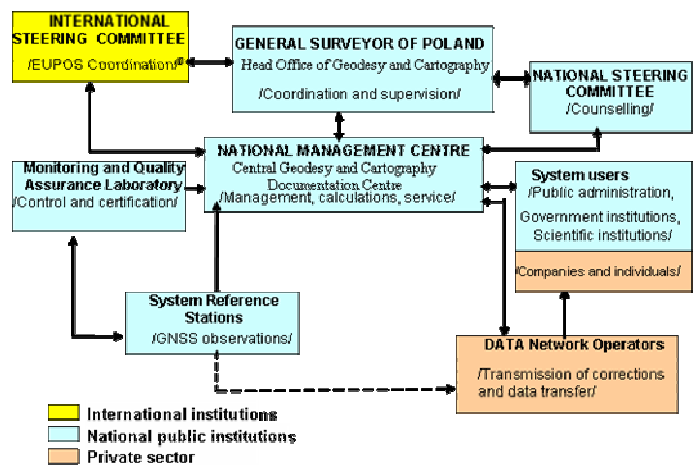 INTERNATIONAL
STEERING COMMITTEE
/EUPOS Coordination/
GENERAL SURVEYOR OF POLAND
Head Office of Geodesy and Cartography
/Coordination and supervision/
NATIONAL STEERING
COMMITTEE
/Counselling/
NATIONAL MANAGEMENT CENTRE
Central Geodesy and Cartography
Documentation Centre
/Management, calculations, service/
Monitoring and Quality
Assurance Laboratory
/Control and certification/
System users
/Public administration,
Government institutions,
Scientific institutions/
/Companies and individuals/
System Reference
Stations
/GNSS observations/
DATA Network Operators
/Transmission of corrections
and data transfer/
International institutions
National public institutions
Private sector